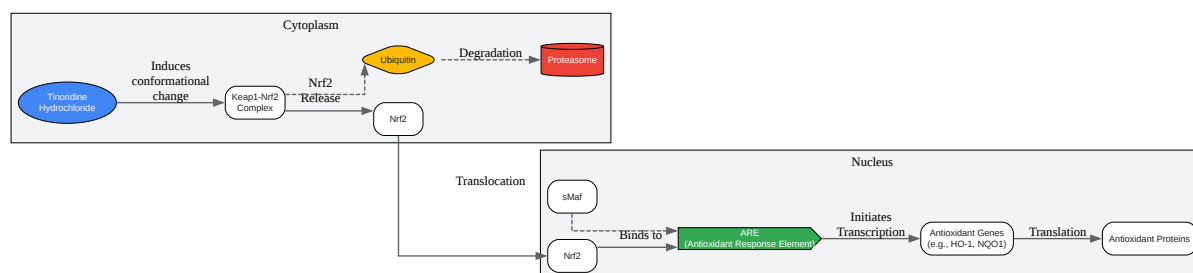 Cytoplasm
Induces
conformational
change
Tinoridine
Hydrochloride
Keap1-Nrf2
Complex
Nrf2
Release
Ubiquitin
Degradation
Proteasome
Nrf2
Translocation
Nucleus
sMaf
Nrf2
Binds to
ARE
(Antioxidant Response Element)
Initiates
Transcription
Antioxidant Genes
(e.g., HO-1, NQO1)
Translation
Antioxidant Proteins